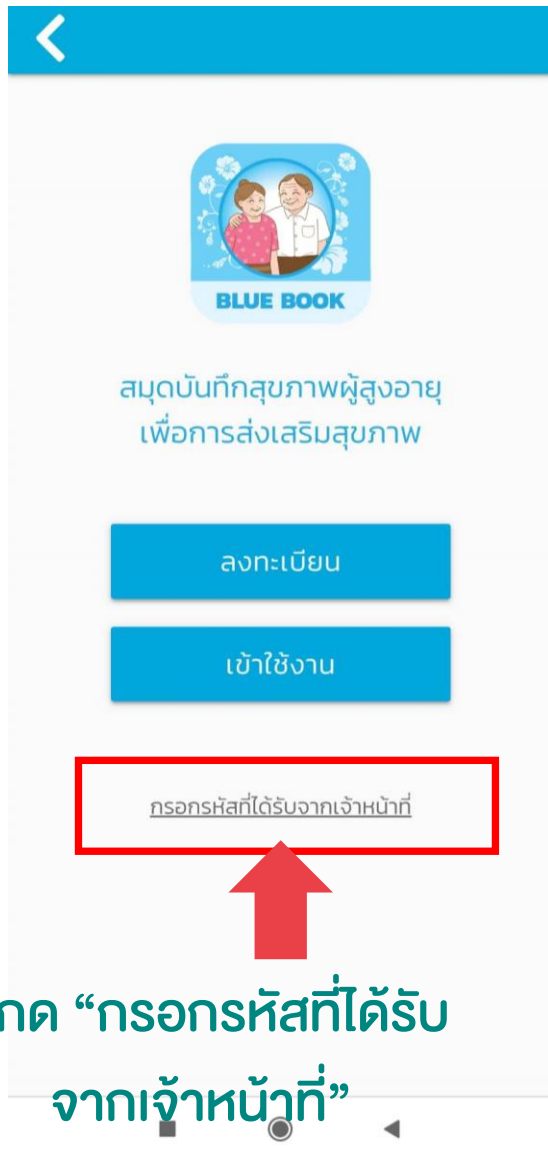 BLUE BOOK
สมุดบันทึกสุขภาพผู้สูงอายุ
เพื่อการส่งเสริมสุขภาพ
ลงทะเบียน
เข้าใช้งาน
กรอกรหัสที่ได้รับจากเจ้าหน้าที่
กด “กรอกรหัสที่ได้รับ
จากเจ้าหน้าที่”